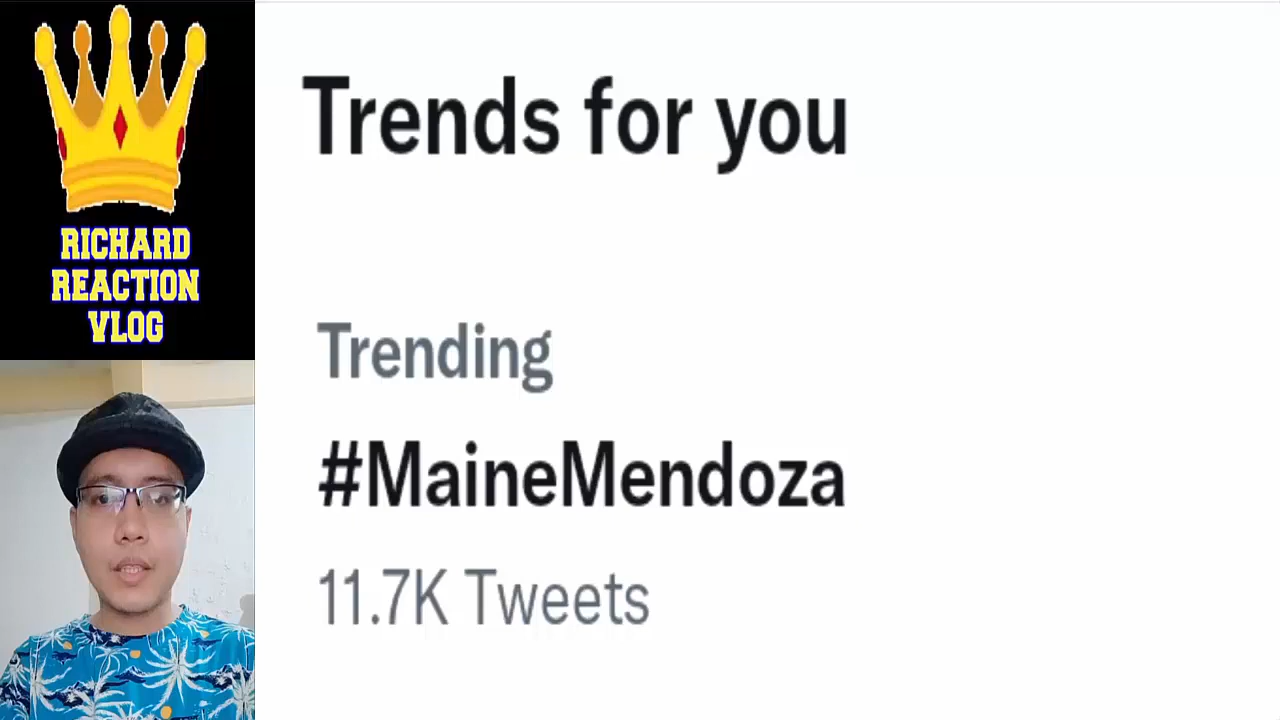 RICHARD
REACTION
VLOG
Trends for you
Trending
#MaineMendoza
11.7K Tweets